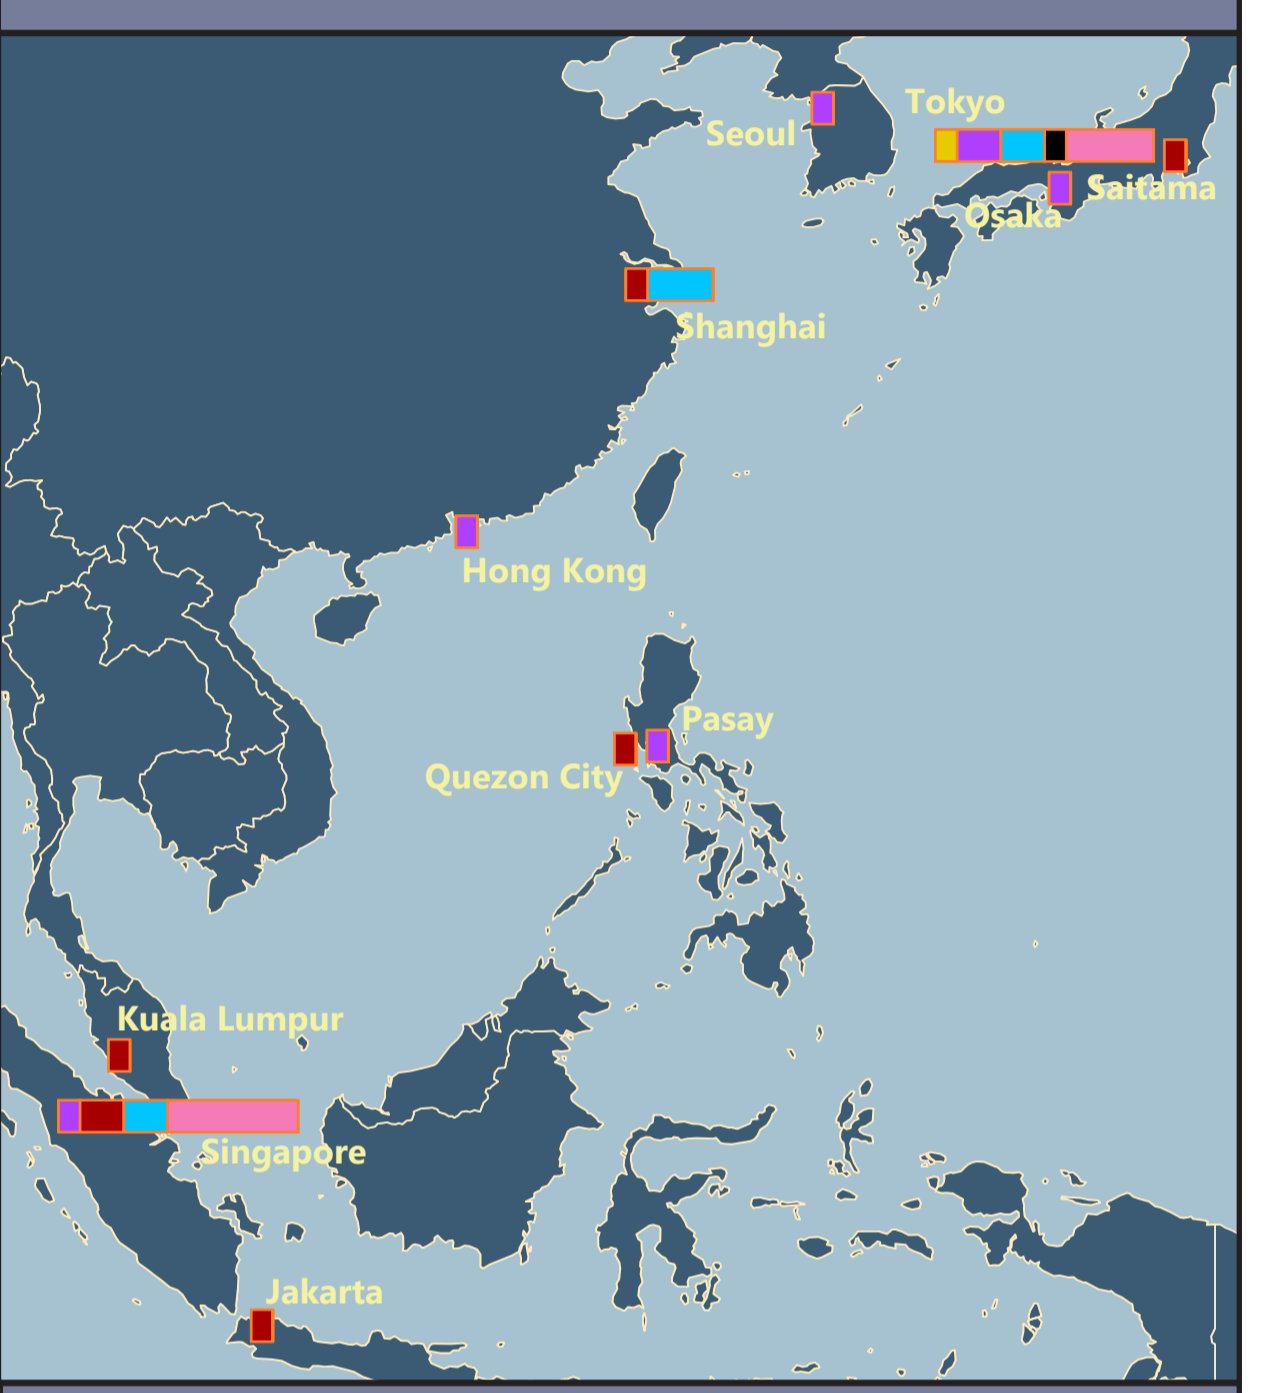 Tokyo
Seoul
Saitama
Osaka
Shanghai
Hong Kong
Pasay
Quezon City
Kuala Lumpur
Singapore
Jakarta